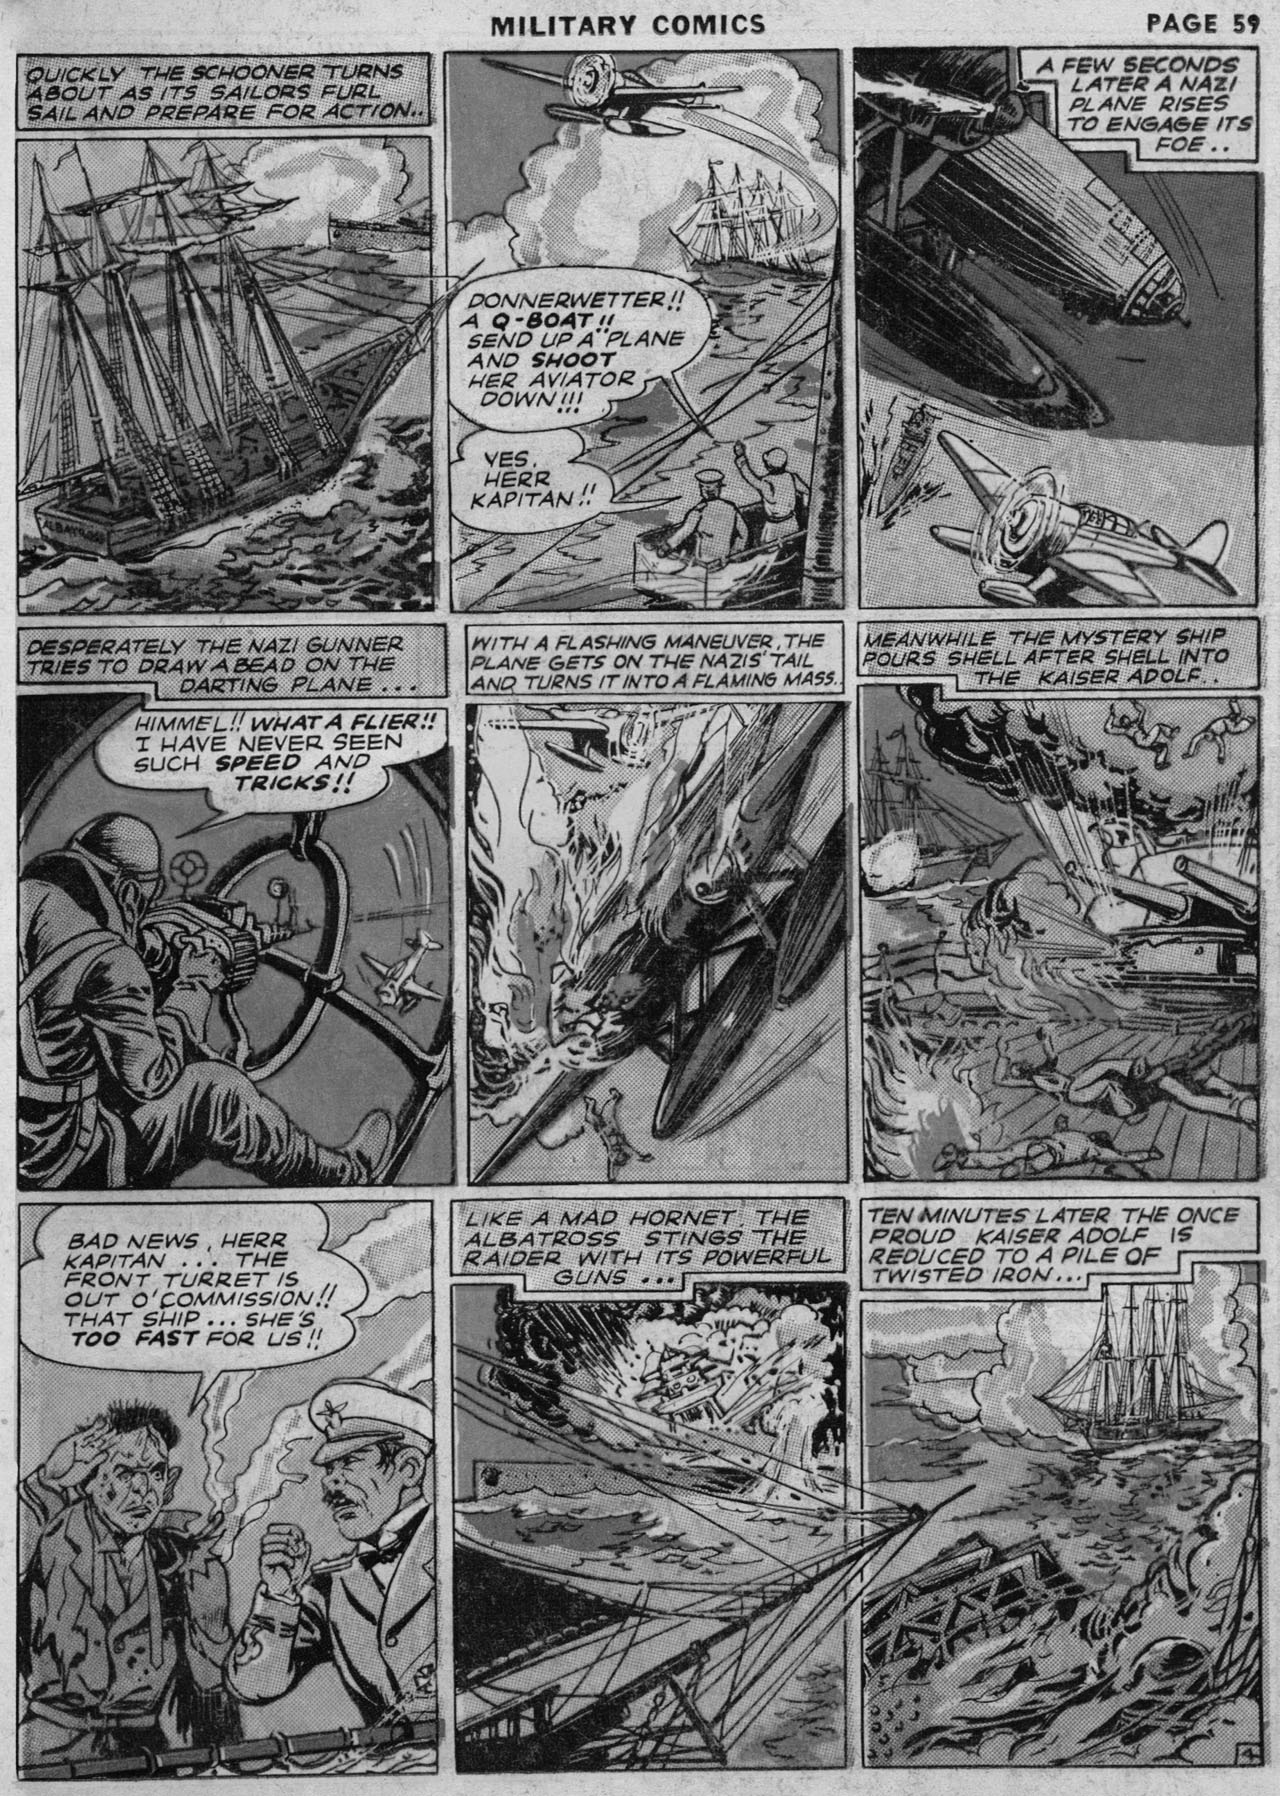 MILITARY COMICS
PAGE 59
QUICKLY THE SCHOONER TURNS
ABOUT AS ITS SAILORS FURL
SAIL AND PREPARE FOR ACTION..
ALBATROSS
DONNERWETTER!!
A Q-BOAT!!
SEND UP A PLANE
AND SHOOT
HER AVIATOR
DOWN!!!
YES,
HERR
KAPITAN!!
A FEW SECONDS
LATER A NAZI
PLANE RISES
TO ENGAGE ITS
FOE..
DESPERATELY THE NAZI GUNNER
TRIES TO DRAW A BEAD ON THE
DARTING PLANE...
HIMMEL!! WHAT A FLIER!!
I HAVE NEVER SEEN
SUCH SPEED AND
TRICKS!!
WITH A FLASHING MANEUVER, THE
PLANE GETS ON THE NAZIS' TAIL
AND TURNS IT INTO A FLAMING MASS..
MEANWHILE THE MYSTERY SHIP
POURS SHELL AFTER SHELL INTO
THE KAISER ADOLF..
BAD NEWS, HERR
KAPITAN... THE
FRONT TURRET IS
OUT O'COMMISSION!!
THAT SHIP... SHE'S
TOO FAST FOR US!!
LIKE A MAD HORNET THE
ALBATROSS STINGS THE
RAIDER WITH ITS POWERFUL
GUNS...
TEN MINUTES LATER THE ONCE
PROUD KAISER ADOLF IS
REDUCED TO A PILE OF
TWISTED IRON...
4